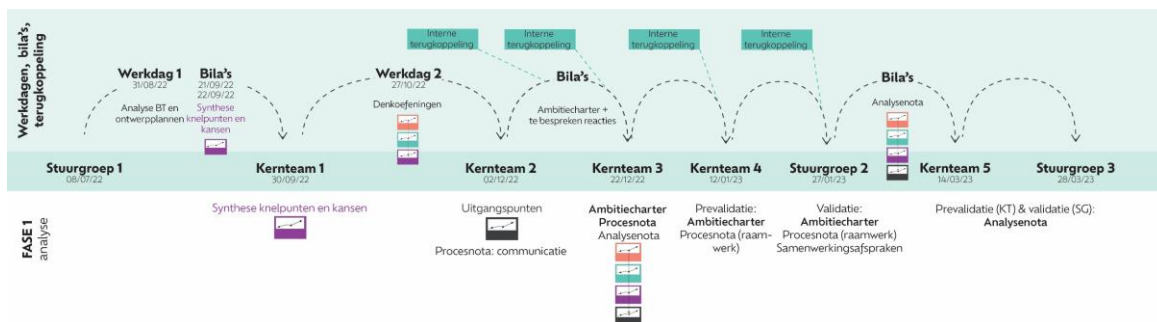 Werkdagen, bila's,
terugkoppeling
Interne
terugkoppeling
Interne
terugkoppeling
Interne
terugkoppeling
Interne
terugkoppeling
Werkdag 1
31/08/22
Analyse BT en
ontwerpplannen
Bila's
21/09/22
22/09/22
Synthese
knelpunten en
kansen
Werkdag 2
27/10/22
Denkoefeningen
Bila's
Ambitiecharter +
te bespreken reacties
Bila's
Analysenota
Stuurgroep 1
08/07/22
Kernteam 1
30/09/22
Kernteam 2
02/12/22
Kernteam 3
22/12/22
Kernteam 4
12/01/23
Stuurgroep 2
27/01/23
Kernteam 5
14/03/23
Stuurgroep 3
28/03/23
FASE 1
analyse
Synthese knelpunten en kansen
Uitgangspunten
Procesnota: communicatie
Ambitiecharter
Procesnota
Analysenota
Prevalidatie:
Ambitiecharter
Procesnota (raam-
werk)
Validatie:
Ambitiecharter
Procesnota (raamwerk)
Samenwerkingsafspraken
Prevalidatie (KT) & validatie (SG):
Analysenota